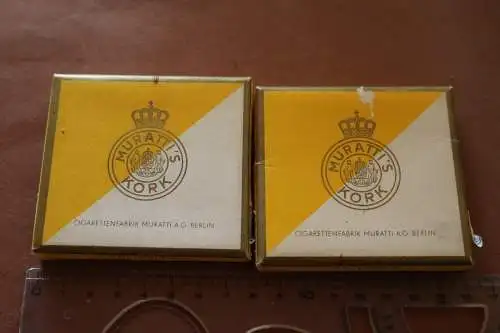 MURATTI'S
KORK
CIGARETTENFABRIK MURATTI A.G. BERLIN
MURATTI'S
KORK
CIGARETTENFABRIK MURATTI A.G. BERLIN